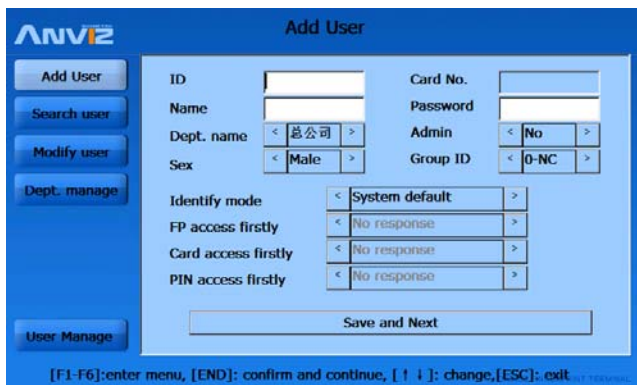 ANVIZ
Add User
Add User
Search user
Modify user
Dept. manage
User Manage
ID
Card No.
Name
Password
Dept. name < 总公司 >
Admin < No >
Sex < Male >
Group ID < 0-NC >
Identify mode < System default >
FP access firstly < No response >
Card access firstly < No response >
PIN access firstly < No response >
Save and Next
[F1-F6]:enter menu, [END]: confirm and continue, [↑↓]: change,[ESC]: exit